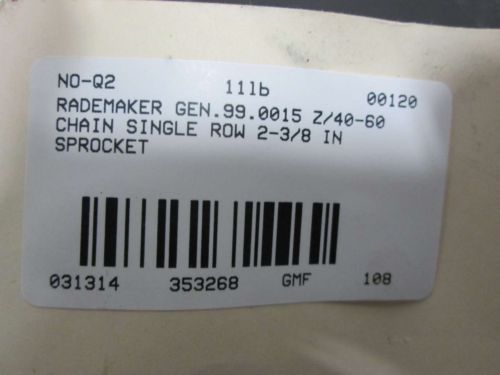 NO-Q2 11lb 00120
RADEMAKER GEN.99.0015 Z/40-60
CHAIN SINGLE ROW 2-3/8 IN
SPROCKET
031314 353268 GMF 108